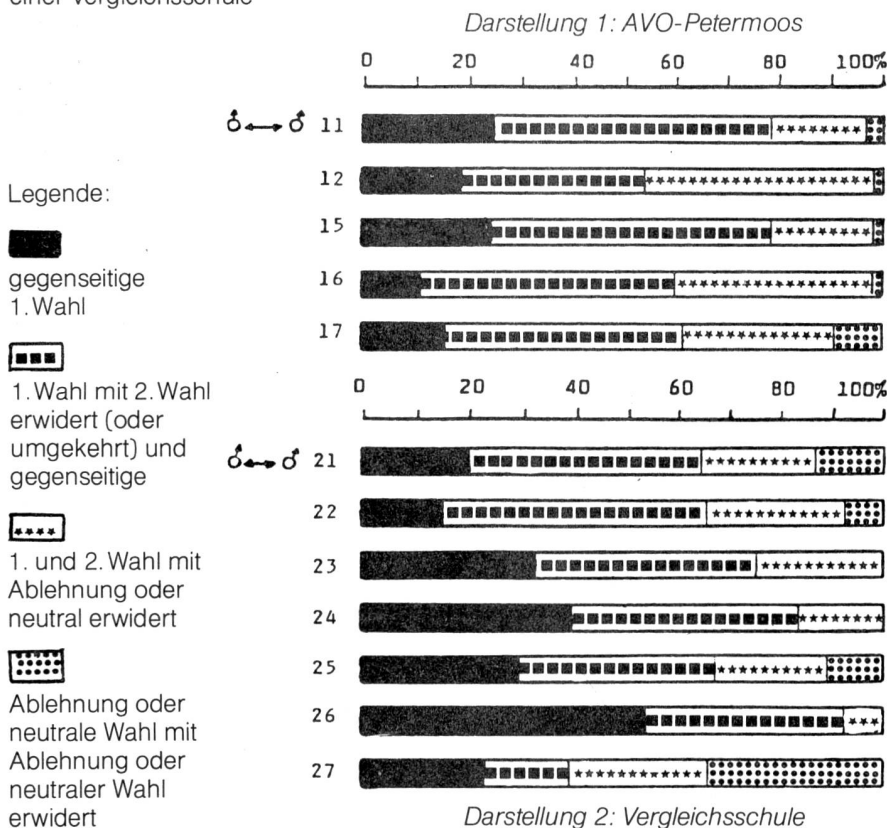 einer Vergleichsschule
Darstellung 1: AVO-Petermoos
0 20 40 60 80 100%
♂↔♂ 11
12
15
16
17
Legende:
gegenseitige
1. Wahl
1. Wahl mit 2. Wahl
erwidert (oder
umgekehrt) und
gegenseitige
1. und 2. Wahl mit
Ablehnung oder
neutral erwidert
Ablehnung oder
neutrale Wahl mit
Ablehnung oder
neutraler Wahl
erwidert
0 20 40 60 80 100%
♂↔♂ 21
22
23
24
25
26
27
Darstellung 2: Vergleichsschule